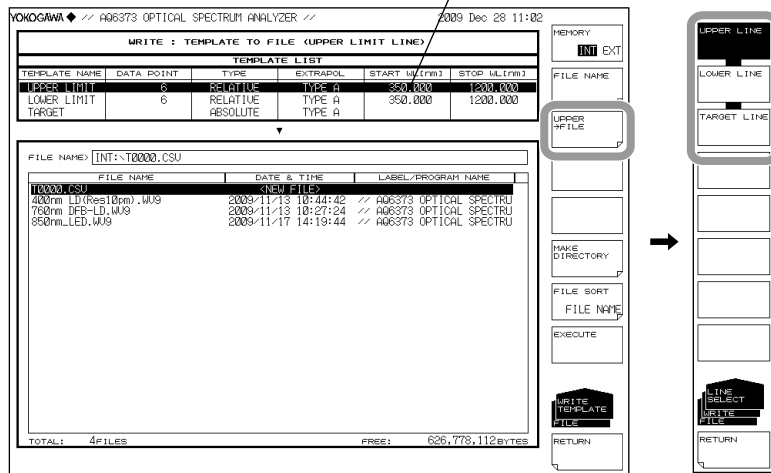 YOKOGAWA ◆ // AQ6373 OPTICAL SPECTRUM ANALYZER // 2009 Dec 28 11:02
WRITE : TEMPLATE TO FILE (UPPER LIMIT LINE)
TEMPLATE LIST
TEMPLATE NAME DATA POINT TYPE EXTRAPOL START WL[nm] STOP WL[nm]
UPPER LIMIT 6 RELATIVE TYPE A 350.000 1200.000
LOWER LIMIT 6 RELATIVE TYPE A 350.000 1200.000
TARGET ABSOLUTE TYPE A
▼
FILE NAME> INT:\T0000.CSV
FILE NAME DATE & TIME LABEL/PROGRAM NAME
T0000.CSV <NEW FILE>
400nm LD(Res10pm).WV9 2009/11/13 10:44:42 // AQ6373 OPTICAL SPECTRU
760nm DFB-LD.WV9 2009/11/13 10:27:24 // AQ6373 OPTICAL SPECTRU
850nm_LED.WV9 2009/11/17 14:19:44 // AQ6373 OPTICAL SPECTRU
TOTAL: 4FILES FREE: 626,778,112BYTES
MEMORY
INT EXT
FILE NAME
UPPER
→FILE
MAKE
DIRECTORY
FILE SORT
FILE NAME
EXECUTE
WRITE
TEMPLATE
FILE
RETURN
UPPER LINE
LOWER LINE
TARGET LINE
LINE
SELECT
WRITE
FILE
RETURN